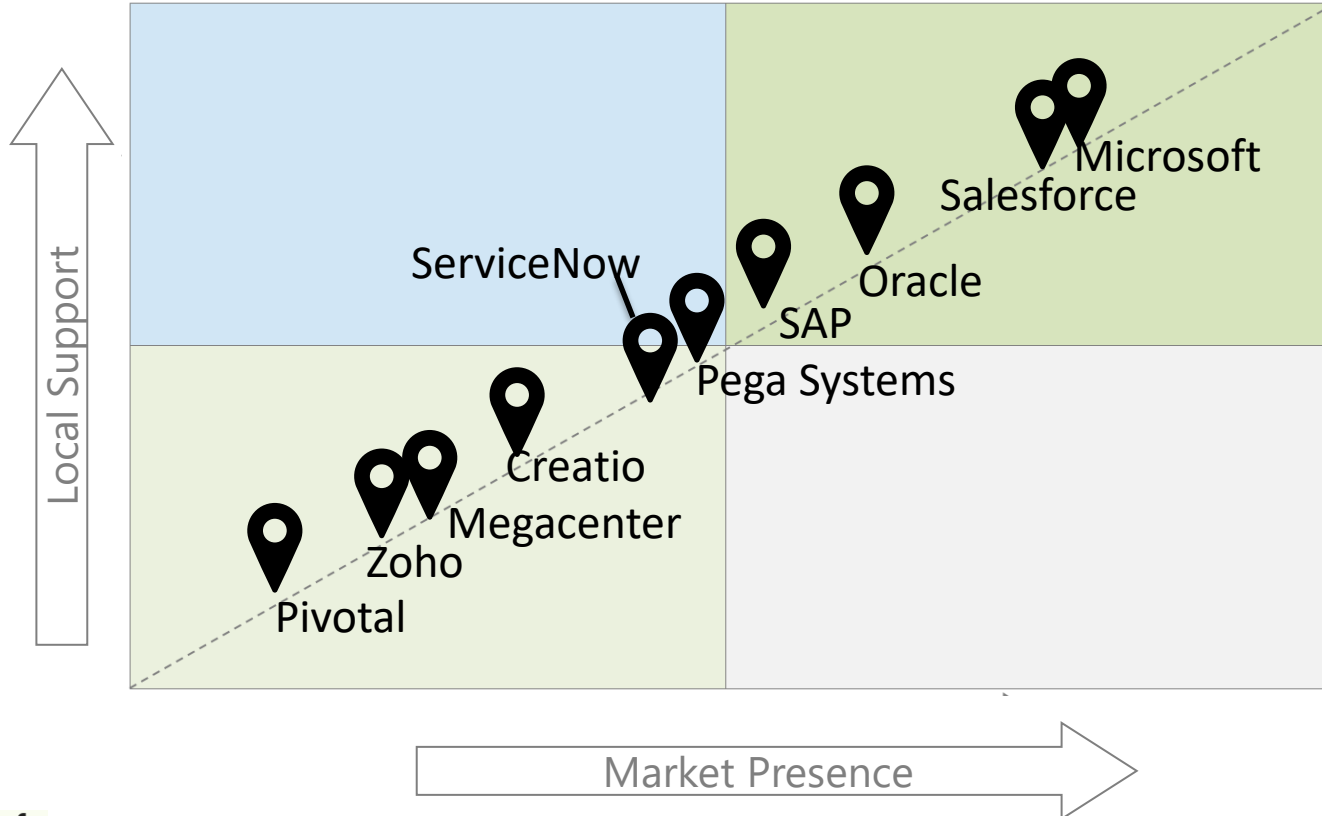 Microsoft
Salesforce
ServiceNow
Oracle
SAP
Pega Systems
Creatio
Megacenter
Zoho
Pivotal
Local Support
Market Presence